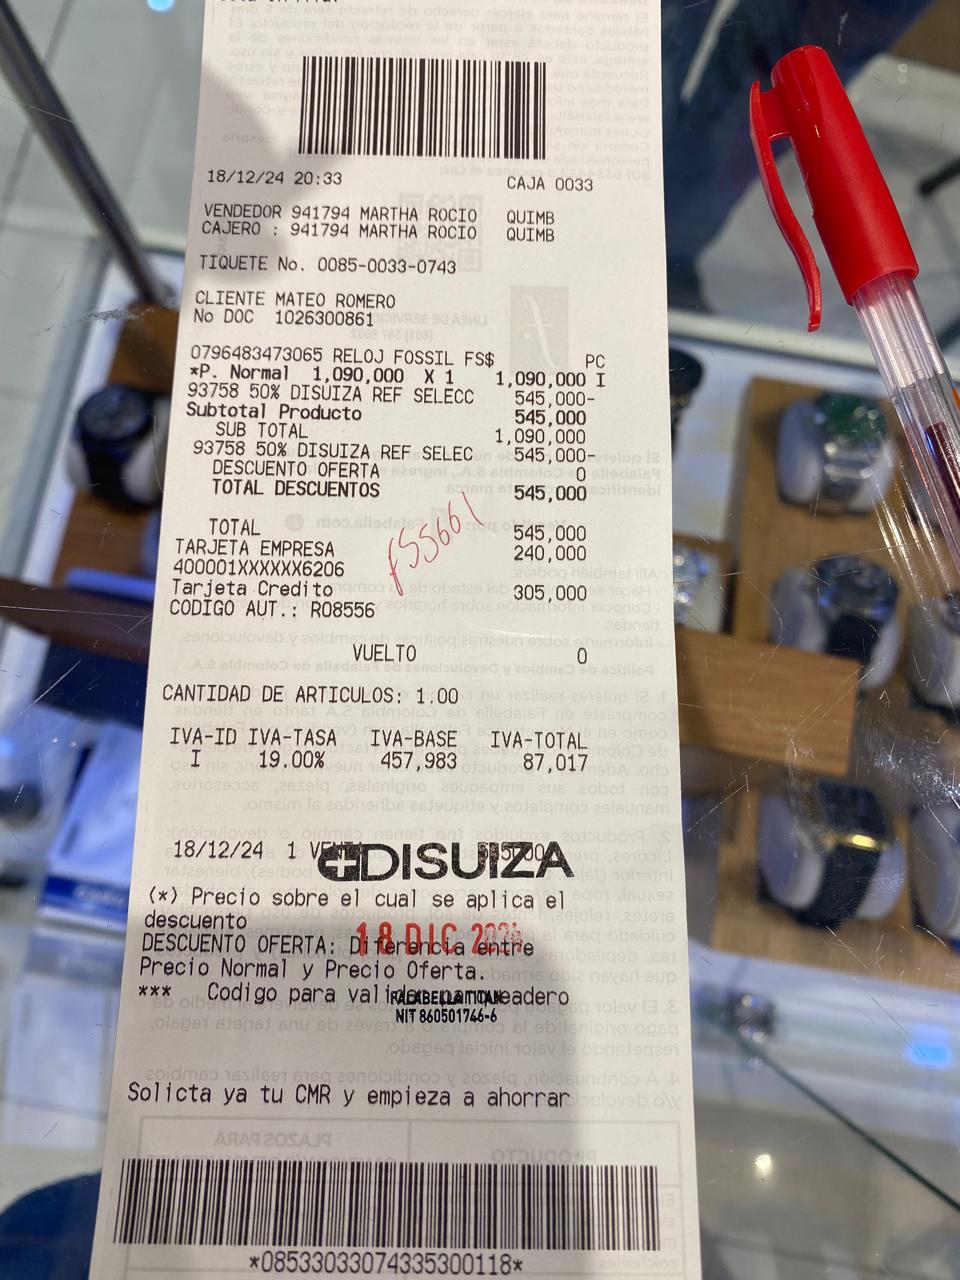 18/12/24 20:33 CAJA 0033
VENDEDOR 941794 MARTHA ROCIO QUIMB
CAJERO : 941794 MARTHA ROCIO QUIMB
TIQUETE No. 0085-0033-0743
CLIENTE MATEO ROMERO
No DOC 1026300861
0796483473065 RELOJ FOSSIL FS$ PC
*P. Normal 1,090,000 X 1 1,090,000 I
93758 50% DISUIZA REF SELECC 545,000-
Subtotal Producto 545,000
SUB TOTAL 1,090,000
93758 50% DISUIZA REF SELEC 545,000-
DESCUENTO OFERTA 0
TOTAL DESCUENTOS 545,000
TOTAL 545,000
TARJETA EMPRESA 240,000
400001XXXXXX6206
Tarjeta Credito 305,000
CODIGO AUT.: R08556
FS5661
VUELTO 0
CANTIDAD DE ARTICULOS: 1.00
IVA-ID IVA-TASA IVA-BASE IVA-TOTAL
I 19.00% 457,983 87,017
18/12/24 1
DISUIZA
(*) Precio sobre el cual se aplica el
descuento
18 DIC 2024
DESCUENTO OFERTA: Diferencia entre
Precio Normal y Precio Oferta.
*** Codigo para validar parqueadero
FALABELLA TITAN
NIT 860501746-6
Solicta ya tu CMR y empieza a ahorrar
*08533033074335300118*